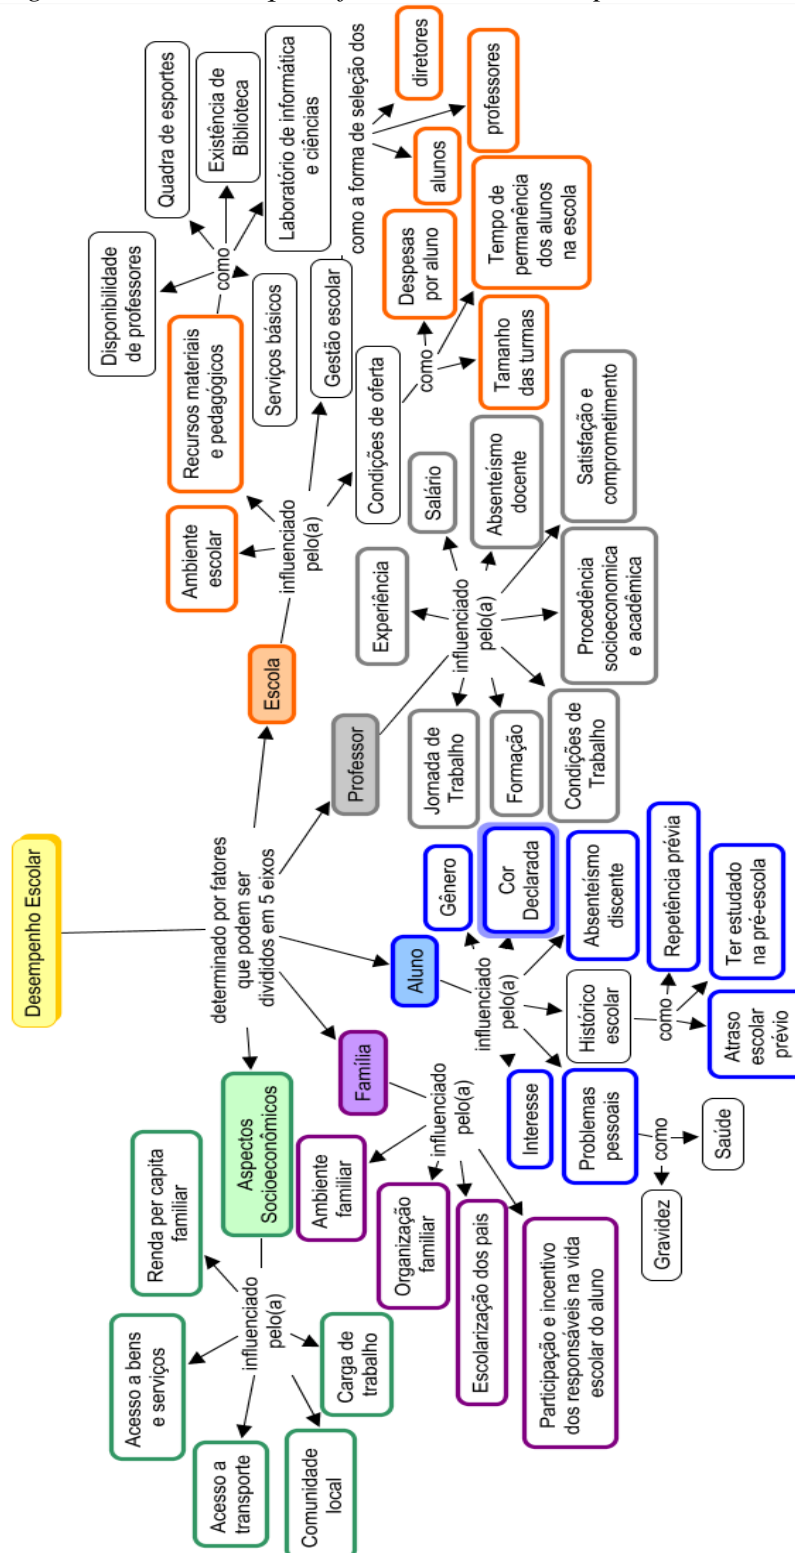 Desempenho Escolar
determinado por fatores
que podem ser
divididos em 5 eixos
Aspectos
Socioeconômicos
influenciado
pelo(a)
Renda per capita
familiar
Acesso a bens
e serviços
Acesso a
transporte
Comunidade
local
Carga de
trabalho
Família
influenciado
pelo(a)
Ambiente
familiar
Organização
familiar
Escolarização dos pais
Participação e incentivo
dos responsáveis na vida
escolar do aluno
Aluno
influenciado
pelo(a)
Interesse
Problemas
pessoais
como
Gravidez
Saúde
Histórico
escolar
como
Atraso
escolar
prévio
Ter estudado
na pré-escola
Repetência prévia
Absenteísmo
discente
Cor
Declarada
Gênero
Professor
influenciado
pelo(a)
Jornada de
Trabalho
Formação
Condições de
Trabalho
Procedência
socioeconomica
e acadêmica
Satisfação e
comprometimento
Absenteísmo
docente
Salário
Experiência
Escola
influenciado
pelo(a)
Ambiente
escolar
Recursos materiais
e pedagógicos
como
Disponibilidade
de professores
Quadra de esportes
Existência de
Biblioteca
Laboratório de informática
e ciências
Serviços básicos
Gestão escolar
como a forma de seleção dos
diretores
professores
alunos
Condições de oferta
como
Despesas
por aluno
Tempo de
permanência
dos alunos
na escola
Tamanho
das turmas